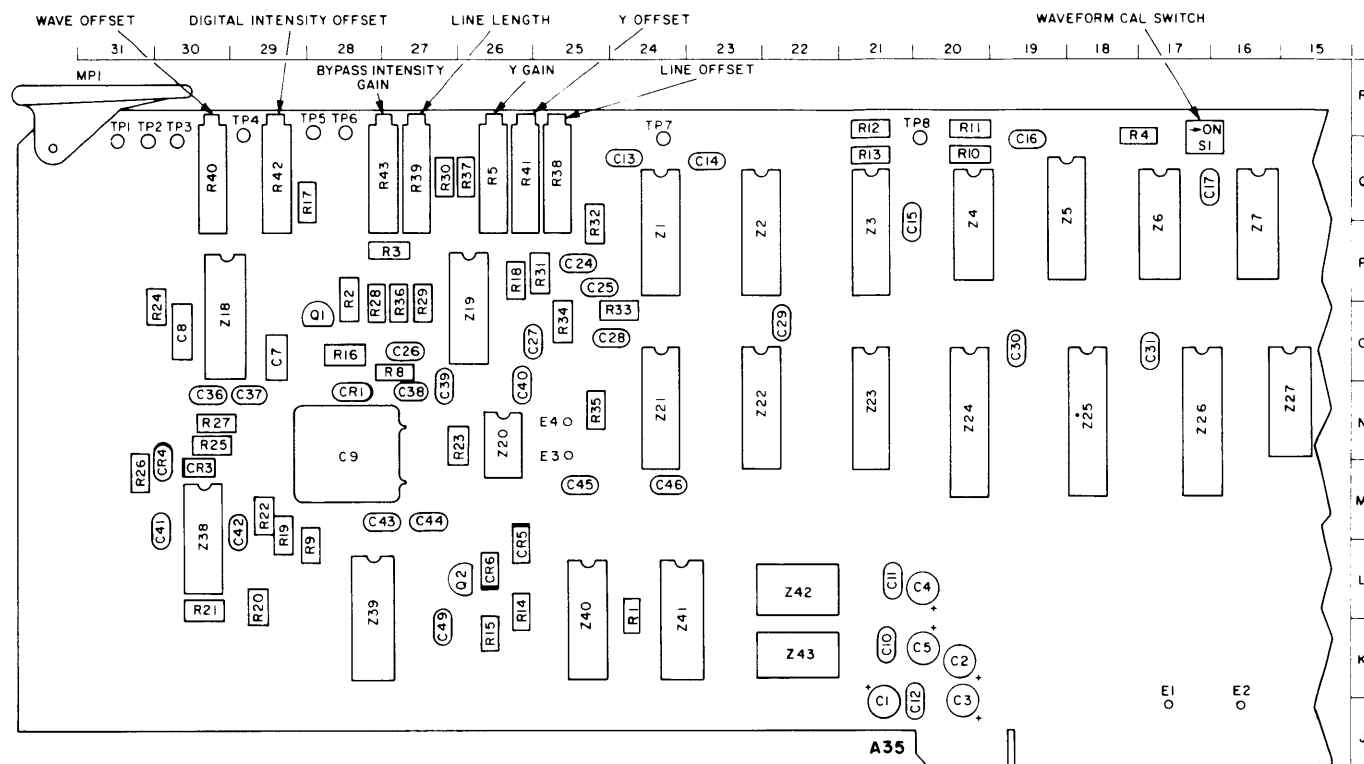 WAVE OFFSET DIGITAL INTENSITY OFFSET LINE LENGTH Y OFFSET WAVEFORM CAL SWITCH
31 30 29 28 27 26 25 24 23 22 21 20 19 18 17 16 15
MP1 BYPASS INTENSITY GAIN Y GAIN LINE OFFSET
TP1 TP2 TP3 TP4 TP5 TP6 TP7 R12 TP8 R11 C16 R4 →ON S1
R13 R10
R40 R42 R17 R43 R39 R30 R37 R5 R41 R38 R32 C13 C14 C17
Z1 Z2 Z3 C15 Z4 Z5 Z6 Z7
R3 C24 R18 R31 C25
R24 C8 Z18 Q1 R2 R28 R36 R29 Z19 R34 R33 C29
C7 R16 C26 C27 C28 C30 C31
R8 C36 C37 CR1 C38 C39 C40
R27 R25 R35 E4 Z21 Z22 Z23 Z24 Z25 Z26 Z27
R26 CR4 CR3 C9 R23 Z20 E3
C45 C46
C41 Z38 C42 R22 R19 R9 C43 C44 CR5
Q2 CR6 C11 C4 + Z42
R21 R20 Z39 C49 R15 R14 Z40 R1 Z41
Z43 C10 C5 + C2 +
+ C1 C12 C3 + E1 E2
A35
F
P
N
M
L
K
J